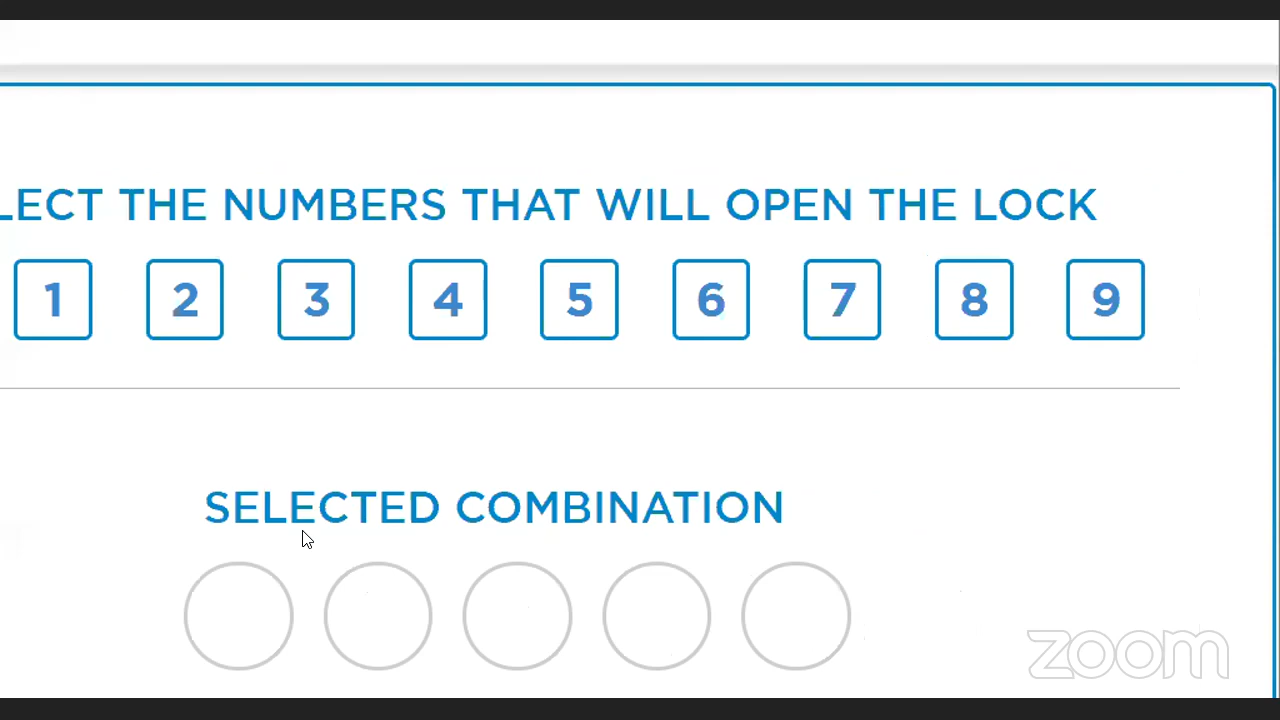 LECT THE NUMBERS THAT WILL OPEN THE LOCK
1 2 3 4 5 6 7 8 9
SELECTED COMBINATION
zoom